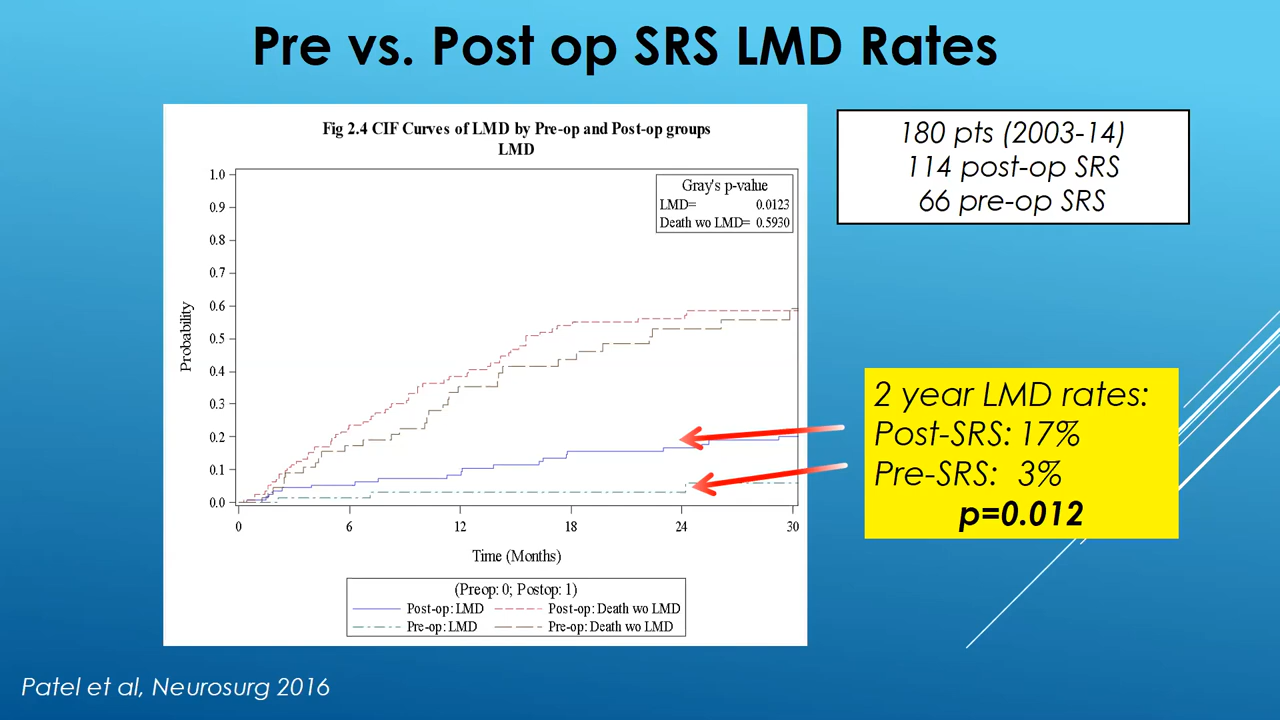 Pre vs. Post op SRS LMD Rates
Fig 2.4 CIF Curves of LMD by Pre-op and Post-op groups
LMD
180 pts (2003-14)
114 post-op SRS
66 pre-op SRS
Gray's p-value
LMD= 0.0123
Death wo LMD= 0.5930
1.0
0.9
0.8
0.7
0.6
0.5
0.4
0.3
0.2
0.1
0.0
Probability
0 6 12 18 24 30
Time (Months)
(Preop: 0; Postop: 1)
Post-op: LMD Post-op: Death wo LMD
Pre-op: LMD Pre-op: Death wo LMD
2 year LMD rates:
Post-SRS: 17%
Pre-SRS: 3%
p=0.012
Patel et al, Neurosurg 2016